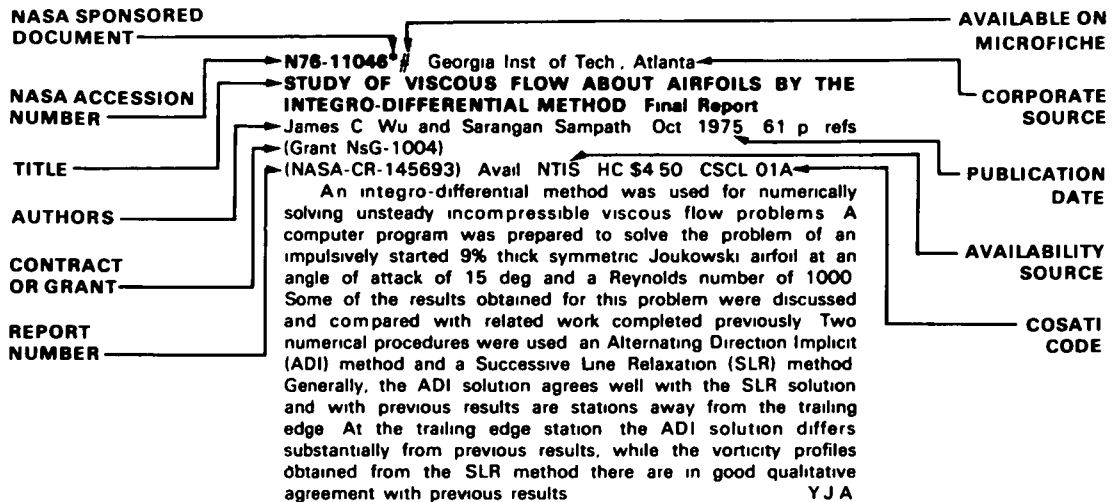 NASA SPONSORED
DOCUMENT
AVAILABLE ON
MICROFICHE
N76-11046*# Georgia Inst of Tech, Atlanta
STUDY OF VISCOUS FLOW ABOUT AIRFOILS BY THE
INTEGRO-DIFFERENTIAL METHOD Final Report
NASA ACCESSION
NUMBER
CORPORATE
SOURCE
James C Wu and Sarangan Sampath Oct 1975 61 p refs
(Grant NsG-1004)
TITLE
(NASA-CR-145693) Avail NTIS HC $4 50 CSCL 01A
PUBLICATION
DATE
An integro-differential method was used for numerically
solving unsteady incompressible viscous flow problems A
AUTHORS
computer program was prepared to solve the problem of an
impulsively started 9% thick symmetric Joukowski airfoil at an
AVAILABILITY
SOURCE
CONTRACT
OR GRANT
angle of attack of 15 deg and a Reynolds number of 1000
Some of the results obtained for this problem were discussed
and compared with related work completed previously Two
COSATI
CODE
REPORT
NUMBER
numerical procedures were used an Alternating Direction Implicit
(ADI) method and a Successive Line Relaxation (SLR) method
Generally, the ADI solution agrees well with the SLR solution
and with previous results are stations away from the trailing
edge At the trailing edge station the ADI solution differs
substantially from previous results, while the vorticity profiles
obtained from the SLR method there are in good qualitative
agreement with previous results Y J A